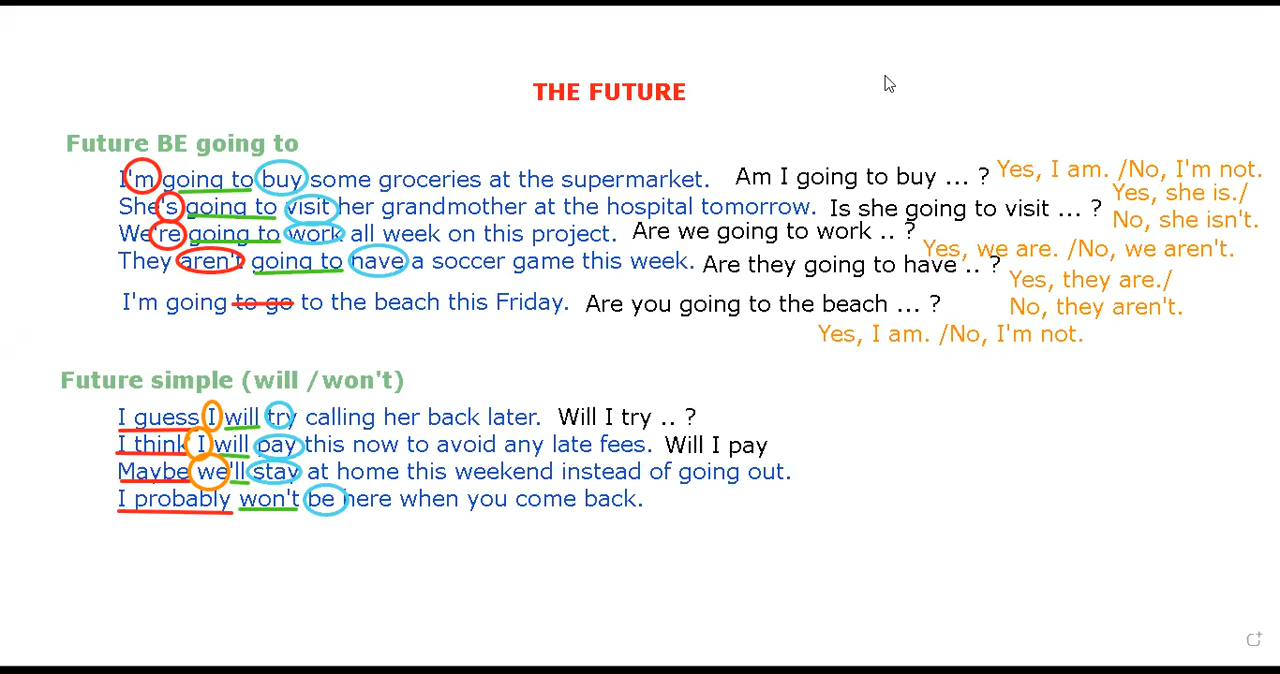 THE FUTURE
Future BE going to
I'm going to buy some groceries at the supermarket. Am I going to buy ... ? Yes, I am. /No, I'm not.
She's going to visit her grandmother at the hospital tomorrow. Is she going to visit ... ? Yes, she is./
No, she isn't.
We're going to work all week on this project. Are we going to work .. ? Yes, we are. /No, we aren't.
They aren't going to have a soccer game this week. Are they going to have .. ? Yes, they are./
No, they aren't.
I'm going to go to the beach this Friday. Are you going to the beach ... ?
Yes, I am. /No, I'm not.
Future simple (will /won't)
I guess I will try calling her back later. Will I try .. ?
I think I will pay this now to avoid any late fees. Will I pay
Maybe we'll stay at home this weekend instead of going out.
I probably won't be here when you come back.